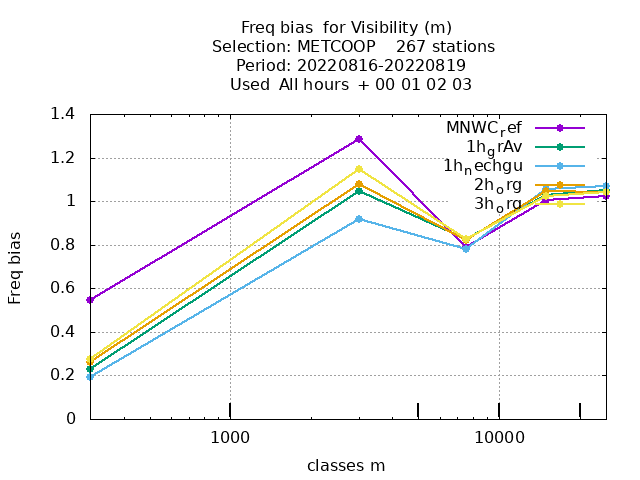 Freq bias  for Visibility (m)
Selection: METCOOP    267 stations
Period: 20220816-20220819
Used  All hours  + 00 01 02 03
1.4
1.2
1
0.8
0.6
0.4
0.2
0
Freq bias
MNWC_ref
1h_grAv
1h_nechgu
2h_org
3h_org
1000
10000
classes m